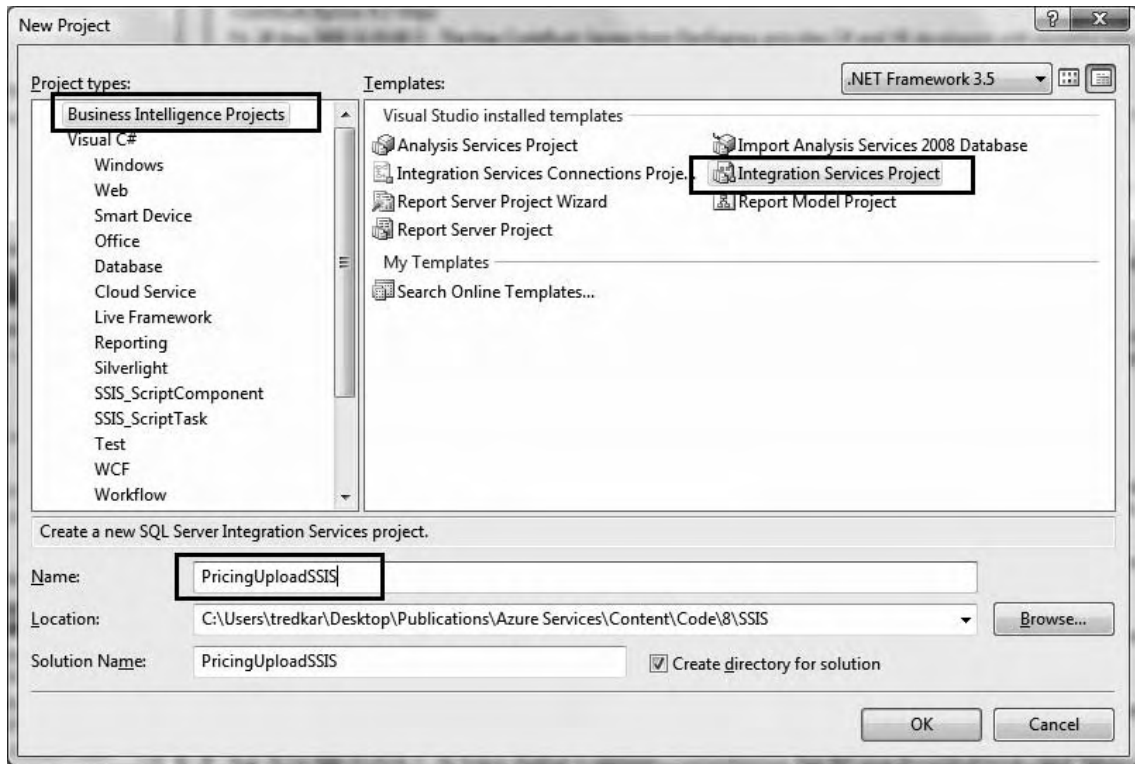 New Project
Project types:
Templates:
.NET Framework 3.5
Business Intelligence Projects
Visual C#
Windows
Web
Smart Device
Office
Database
Cloud Service
Live Framework
Reporting
Silverlight
SSIS_ScriptComponent
SSIS_ScriptTask
Test
WCF
Workflow
Visual Studio installed templates
Analysis Services Project
Import Analysis Services 2008 Database
Integration Services Connections Proje...
Integration Services Project
Report Server Project Wizard
Report Model Project
Report Server Project
My Templates
Search Online Templates...
Create a new SQL Server Integration Services project.
Name:
PricingUploadSSIS
Location:
C:\Users\tredkar\Desktop\Publications\Azure Services\Content\Code\8\SSIS
Browse...
Solution Name:
PricingUploadSSIS
Create directory for solution
OK
Cancel